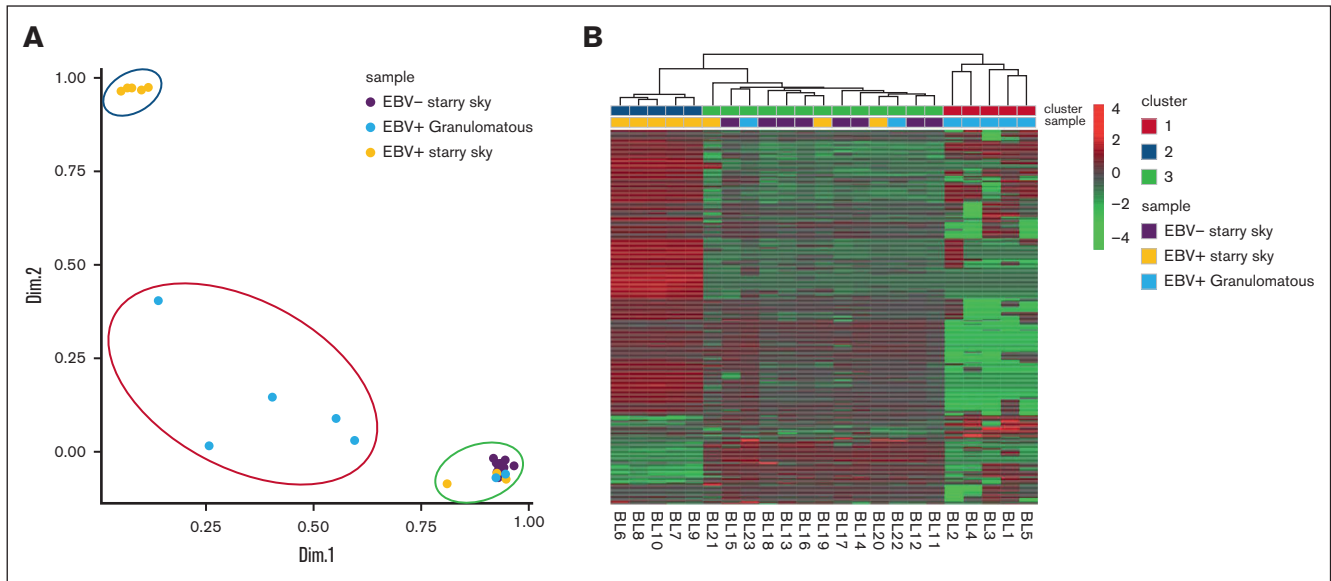 A
1.00
0.75
0.50
0.25
0.00
Dim.2
0.25
0.50
0.75
1.00
Dim.1
sample
EBV– starry sky
EBV+ Granulomatous
EBV+ starry sky
B
cluster
sample
4
2
0
–2
–4
cluster
1
2
3
sample
EBV– starry sky
EBV+ starry sky
EBV+ Granulomatous
BL6
BL8
BL10
BL7
BL9
BL21
BL15
BL23
BL18
BL13
BL16
BL19
BL17
BL14
BL20
BL22
BL12
BL11
BL2
BL4
BL3
BL1
BL5